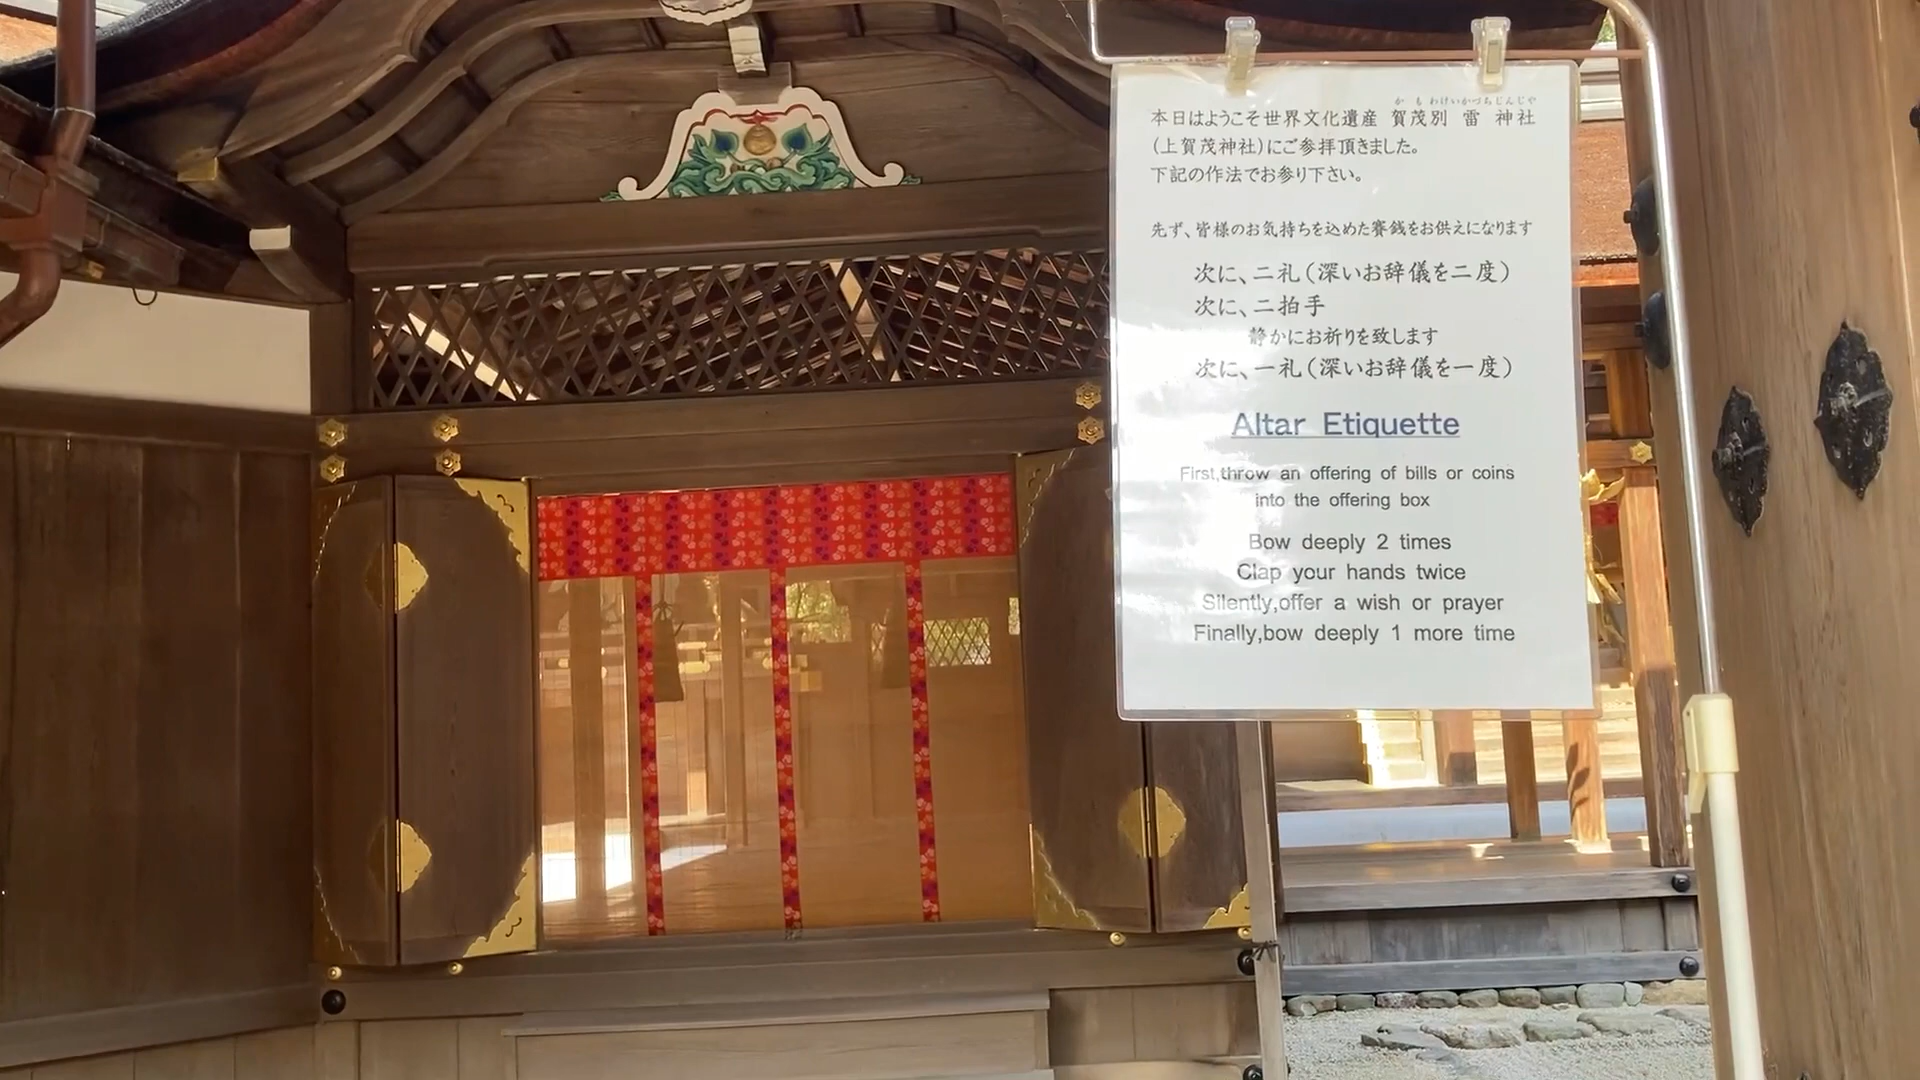 かもわけいかづちじんじゃ
本日はようこそ世界文化遺産 賀茂別 雷 神社
(上賀茂神社)にご参拝頂きました。
下記の作法でお参り下さい。
先ず、皆様のお気持ちを込めた賽銭をお供えになります
次に、二礼(深いお辞儀を二度)
次に、二拍手
静かにお祈りを致します
次に、一礼(深いお辞儀を一度)
Altar Etiquette
First,throw an offering of bills or coins
into the offering box
Bow deeply 2 times
Clap your hands twice
Silently,offer a wish or prayer
Finally,bow deeply 1 more time